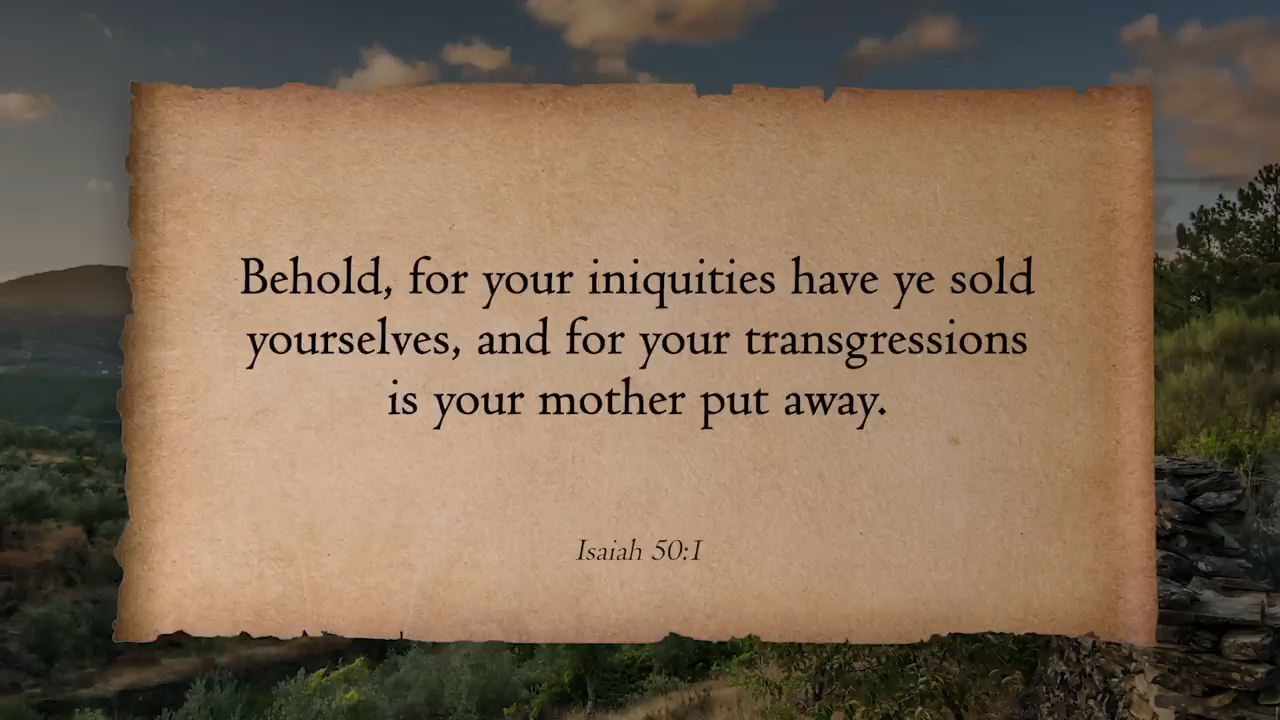 Behold, for your iniquities have ye sold
yourselves, and for your transgressions
is your mother put away.
Isaiah 50:1